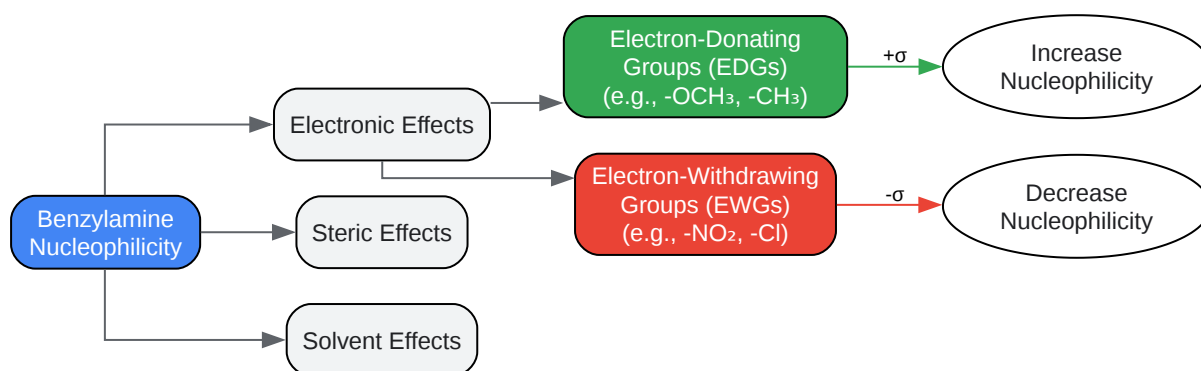 Benzylamine
Nucleophilicity
Electronic Effects
Steric Effects
Solvent Effects
Electron-Donating
Groups (EDGs)
(e.g., -OCH₃, -CH₃)
+σ
Increase
Nucleophilicity
Electron-Withdrawing
Groups (EWGs)
(e.g., -NO₂, -Cl)
-σ
Decrease
Nucleophilicity